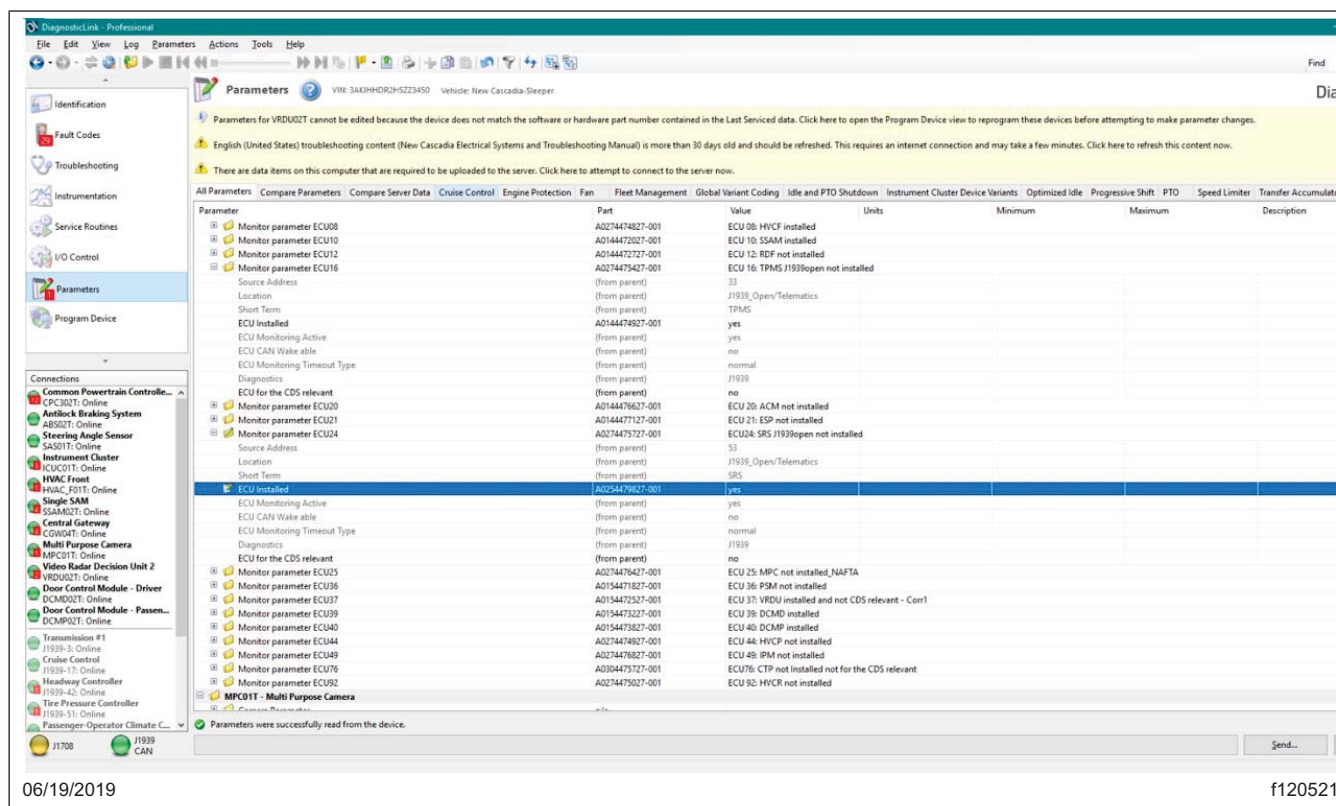 DiagnosticLink - Professional
File Edit View Log Parameters Actions Tools Help
Find
Identification
Fault Codes
29
Troubleshooting
Instrumentation
Service Routines
I/O Control
Parameters
1
Program Device
Parameters VIN: 3AKJHHDR2HSZZ3450 Vehicle: New Cascadia-Sleeper
Dia
Parameters for VRDU02T cannot be edited because the device does not match the software or hardware part number contained in the Last Serviced data. Click here to open the Program Device view to reprogram these devices before attempting to make parameter changes.
English (United States) troubleshooting content (New Cascadia Electrical Systems and Troubleshooting Manual) is more than 30 days old and should be refreshed. This requires an internet connection and may take a few minutes. Click here to refresh this content now.
There are data items on this computer that are required to be uploaded to the server. Click here to attempt to connect to the server now.
All Parameters Compare Parameters Compare Server Data Cruise Control Engine Protection Fan Fleet Management Global Variant Coding Idle and PTO Shutdown Instrument Cluster Device Variants Optimized Idle Progressive Shift PTO Speed Limiter Transfer Accumulato
Parameter Part Value Units Minimum Maximum Description
Monitor parameter ECU08 A0274474827-001 ECU 08: HVCF installed
Monitor parameter ECU10 A0144472027-001 ECU 10: SSAM installed
Monitor parameter ECU12 A0144472727-001 ECU 12: RDF not installed
Monitor parameter ECU16 A0274475427-001 ECU 16: TPMS J1939open not installed
Source Address (from parent) 33
Location (from parent) J1939_Open/Telematics
Short Term (from parent) TPMS
ECU Installed A0144474927-001 yes
ECU Monitoring Active (from parent) yes
ECU CAN Wake able (from parent) no
ECU Monitoring Timeout Type (from parent) normal
Diagnostics (from parent) J1939
ECU for the CDS relevant (from parent) no
Monitor parameter ECU20 A0144476627-001 ECU 20: ACM not installed
Monitor parameter ECU21 A0144477127-001 ECU 21: ESP not installed
Monitor parameter ECU24 A0274475727-001 ECU24: SRS J1939open not installed
Source Address (from parent) 53
Location (from parent) J1939_Open/Telematics
Short Term (from parent) SRS
ECU Installed A0254479827-001 yes
ECU Monitoring Active (from parent) yes
ECU CAN Wake able (from parent) no
ECU Monitoring Timeout Type (from parent) normal
Diagnostics (from parent) J1939
ECU for the CDS relevant (from parent) no
Monitor parameter ECU25 A0274476427-001 ECU 25: MPC not installed_NAFTA
Monitor parameter ECU36 A0154471827-001 ECU 36: PSM not installed
Monitor parameter ECU37 A0154472527-001 ECU 37: VRDU installed and not CDS relevant - Corr1
Monitor parameter ECU39 A0154473227-001 ECU 39: DCMD installed
Monitor parameter ECU40 A0154473827-001 ECU 40: DCMP installed
Monitor parameter ECU44 A0274474927-001 ECU 44: HVCP not installed
Monitor parameter ECU49 A0274476827-001 ECU 49: IPM not installed
Monitor parameter ECU76 A0304475727-001 ECU76: CTP not Installed not for the CDS relevant
Monitor parameter ECU92 A0274475027-001 ECU 92: HVCR not installed
MPC01T - Multi Purpose Camera
Parameters were successfully read from the device.
Send...
Connections
Common Powertrain Controlle...
CPC302T: Online
Antilock Braking System
ABS02T: Online
Steering Angle Sensor
SAS01T: Online
Instrument Cluster
ICUC01T: Online
HVAC Front
HVAC_F01T: Online
Single SAM
SSAM02T: Online
Central Gateway
CGW04T: Online
Multi Purpose Camera
MPC01T: Online
Video Radar Decision Unit 2
VRDU02T: Online
Door Control Module - Driver
DCMD02T: Online
Door Control Module - Passen...
DCMP02T: Online
Transmission #1
J1939-3: Online
Cruise Control
J1939-17: Online
Headway Controller
J1939-42: Online
Tire Pressure Controller
J1939-51: Online
Passenger-Operator Climate C...
J1708
J1939
CAN
06/19/2019 f120521